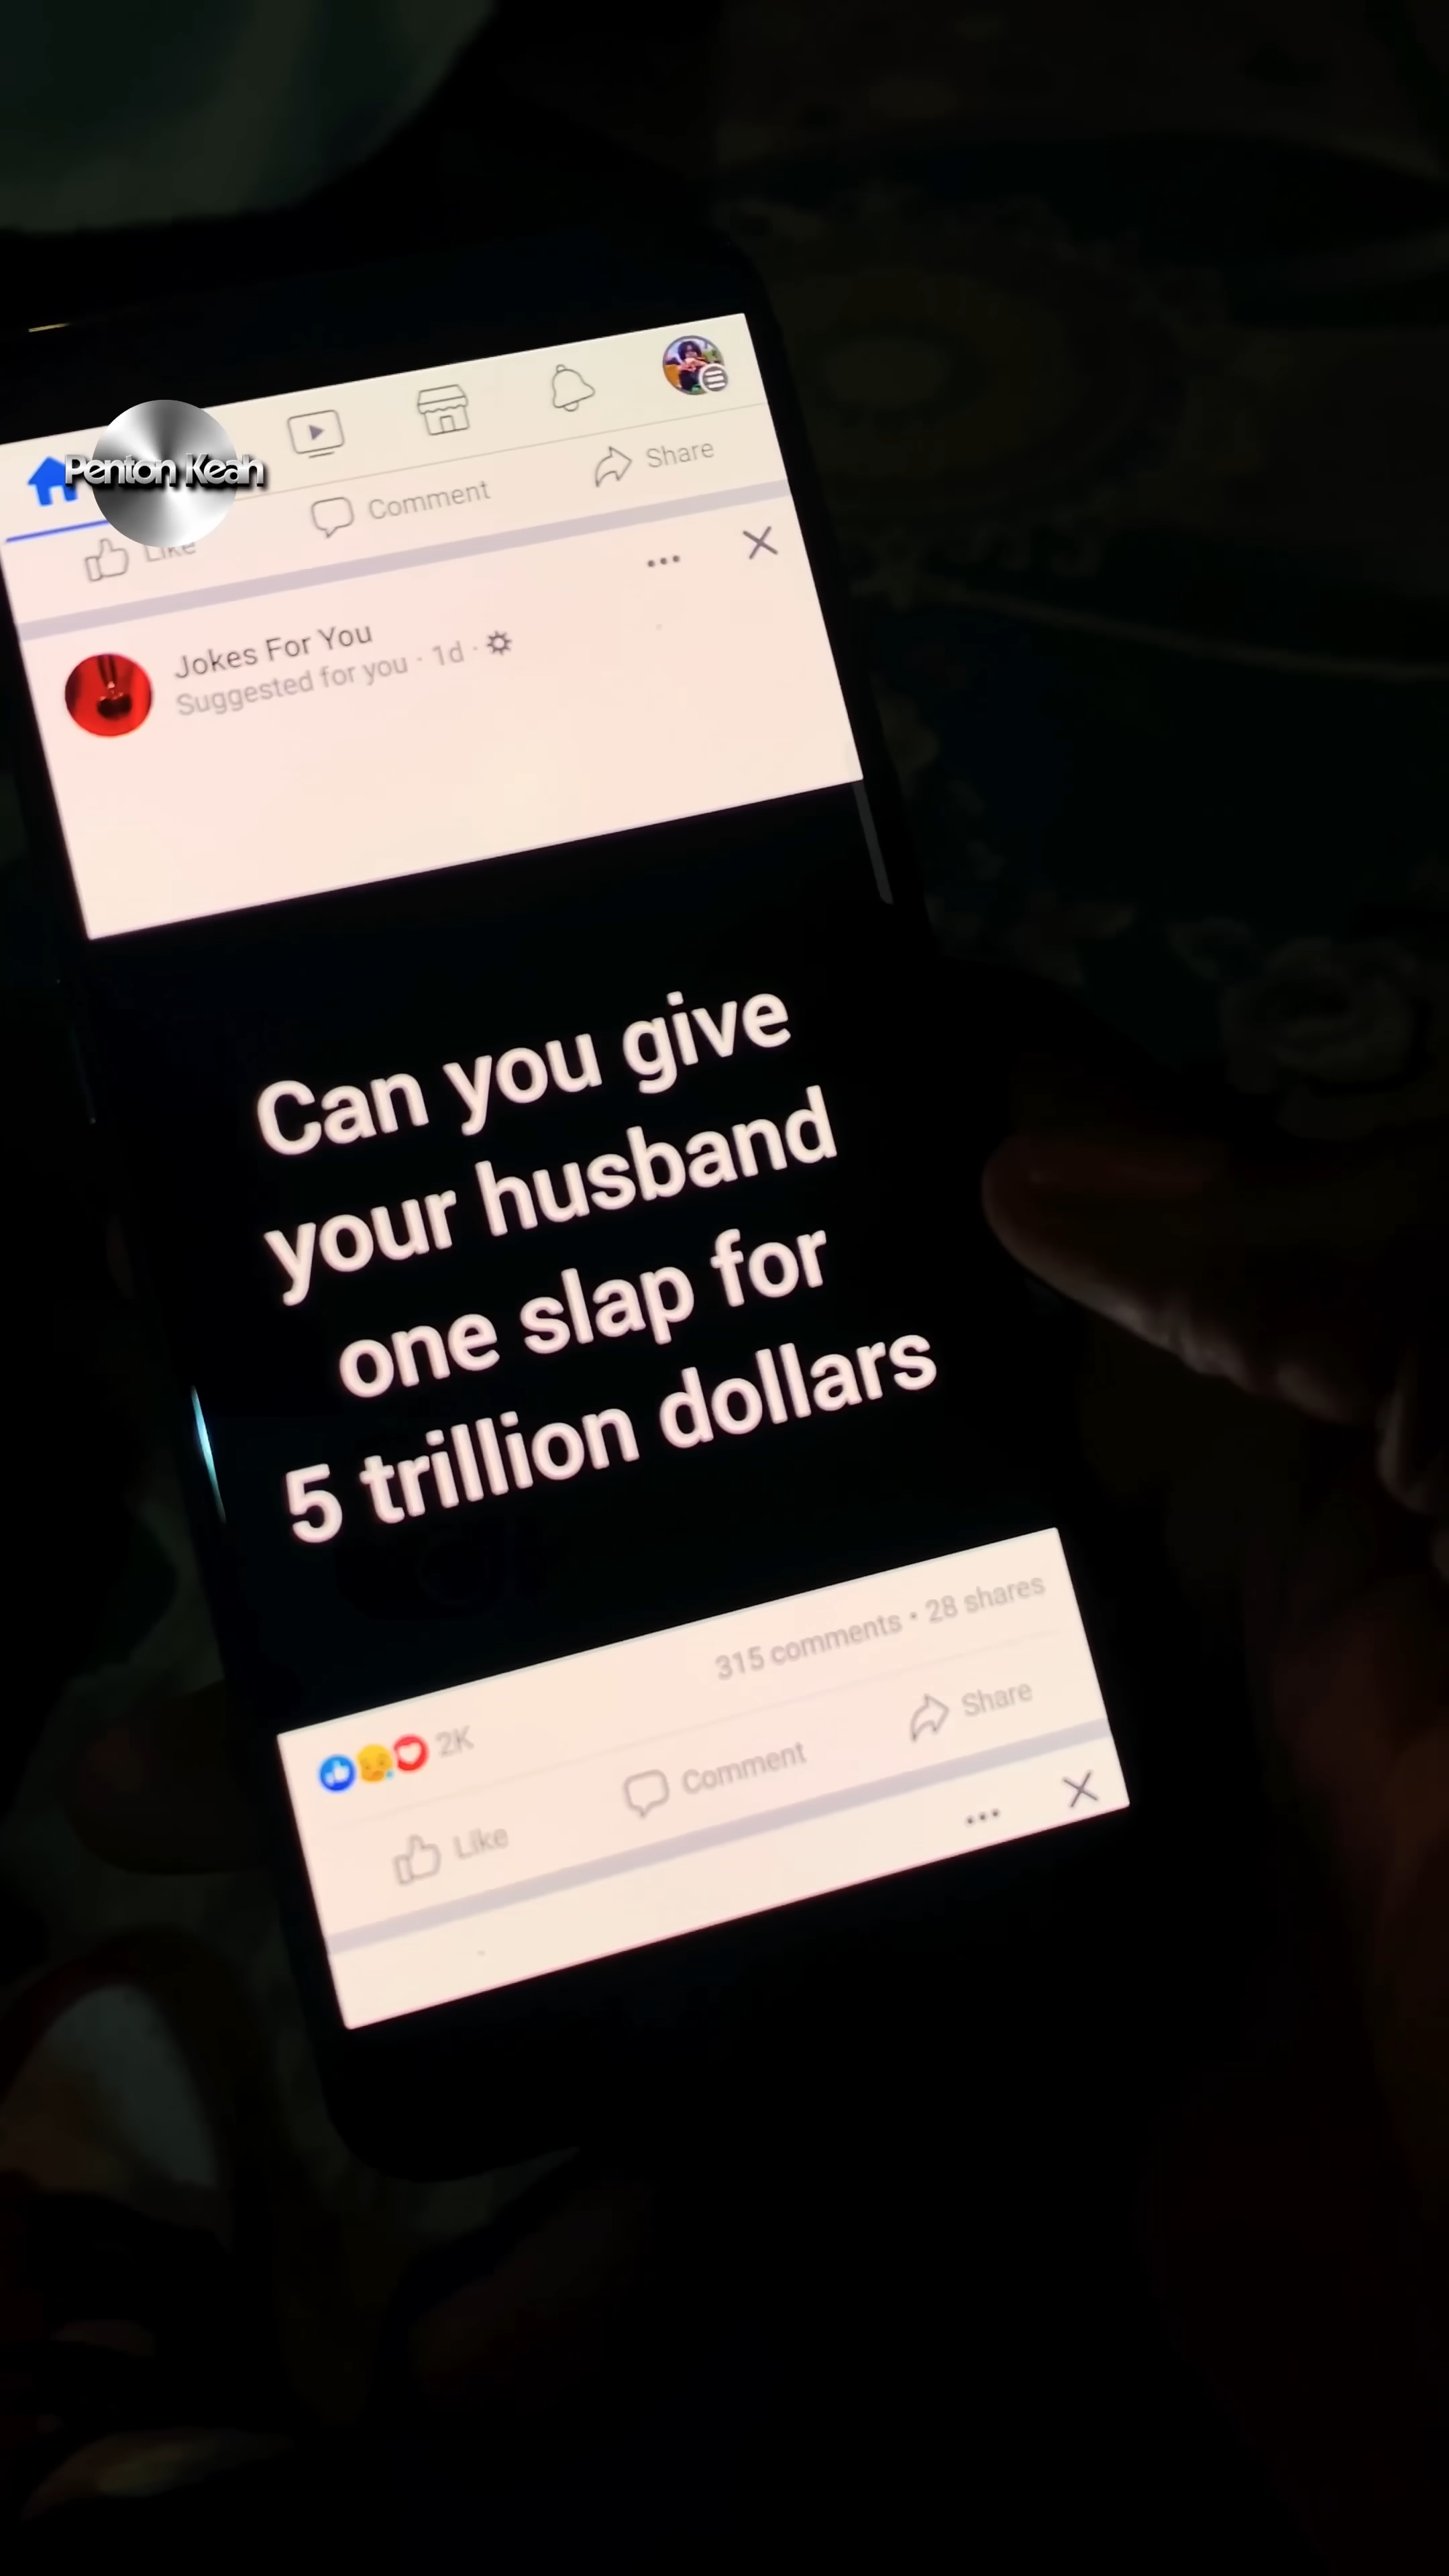 Penton Keah
Comment
Share
Like
Jokes For You
Suggested for you · 1d ·
Can you give
your husband
one slap for
5 trillion dollars
315 comments • 28 shares
2K
Like
Comment
Share